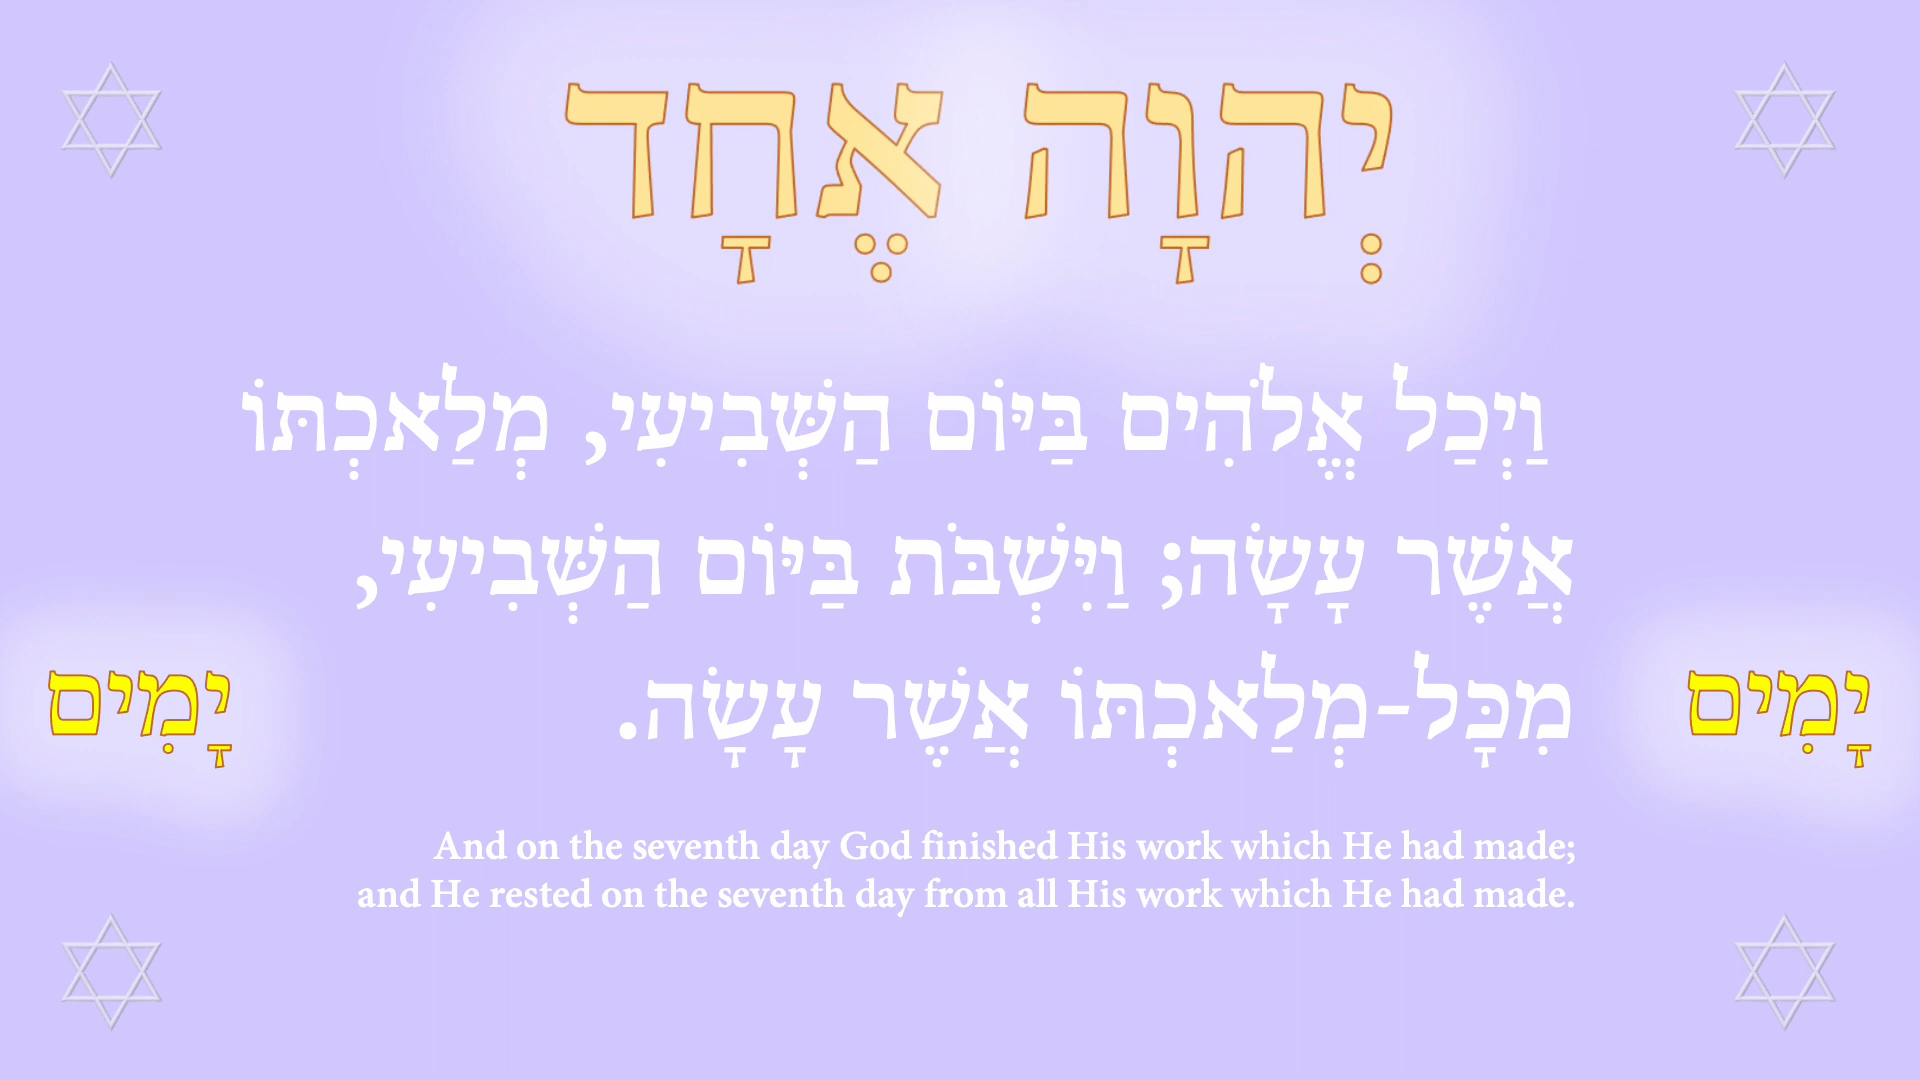 יְהוָה אֶחָד
וַיְכַל אֱלֹהִים בַּיּוֹם הַשְּׁבִיעִי, מְלַאכְתּוֹ
אֲשֶׁר עָשָׂה; וַיִּשְׁבֹּת בַּיּוֹם הַשְּׁבִיעִי,
מִכָּל-מְלַאכְתּוֹ אֲשֶׁר עָשָׂה.
יָמִים
יָמִים
And on the seventh day God finished His work which He had made;
and He rested on the seventh day from all His work which He had made.